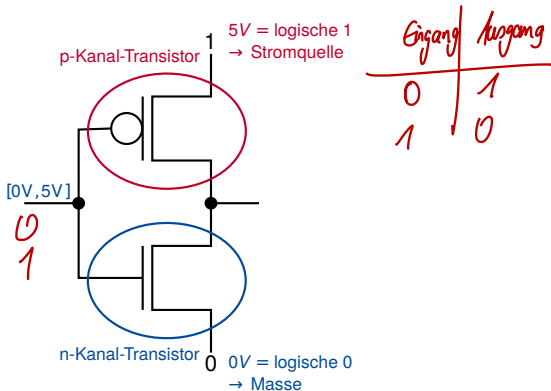 1
5V = logische 1
→ Stromquelle
p-Kanal-Transistor
[0V,5V]
0
1
n-Kanal-Transistor
0
0V = logische 0
→ Masse
Eingang Ausgang
0 1
1 0